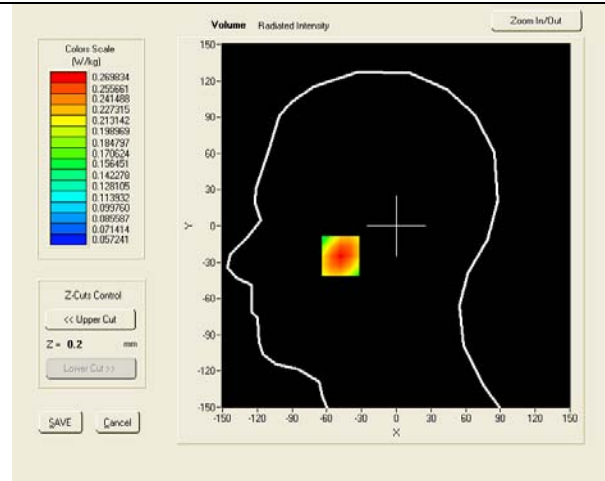 Volume Radiated Intensity
Zoom In/Out
Colors Scale
(W/kg)
0.269834
0.255661
0.241488
0.227315
0.213142
0.198969
0.184797
0.170624
0.156451
0.142278
0.128105
0.113932
0.099760
0.085587
0.071414
0.057241
Z-Cuts Control
<< Upper Cut
Z = 0.2 mm
Lower Cut >>
SAVE Cancel
150
120
90
60
30
0
-30
-60
-90
-120
-150
Y
-150 -120 -90 -60 -30 0 30 60 90 120 150
X